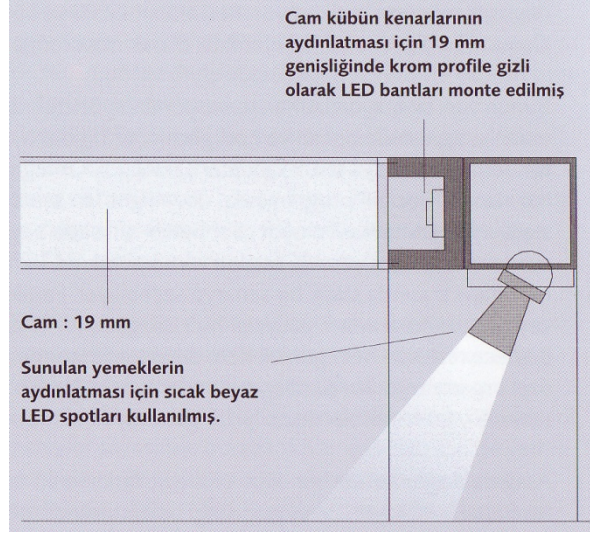 Cam kübün kenarlarının
aydınlatması için 19 mm
genişliğinde krom profile gizli
olarak LED bantları monte edilmiş
Cam : 19 mm
Sunulan yemeklerin
aydınlatması için sıcak beyaz
LED spotları kullanılmış.